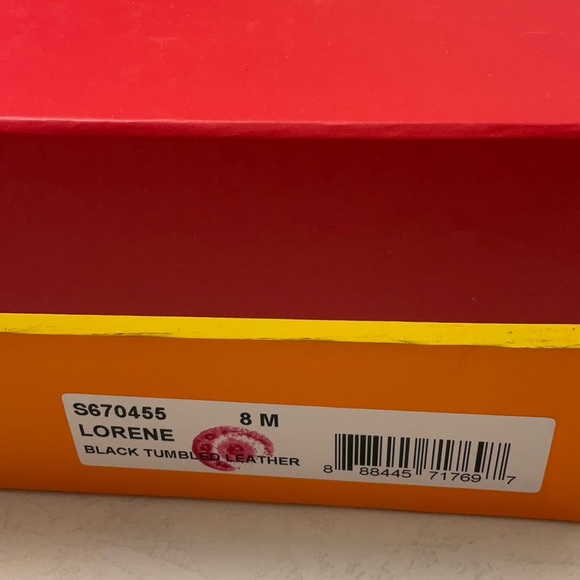 S670455 8 M
LORENE
BLACK TUMBLED LEATHER
8 88445 71769 7